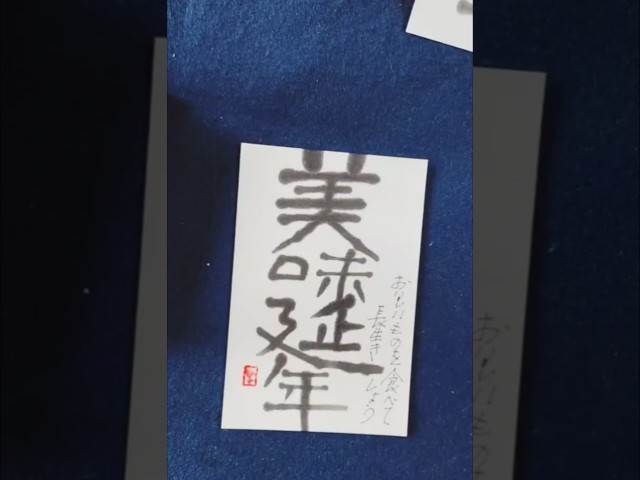 美味延年
おいしいものを食べて
長生きしましょう